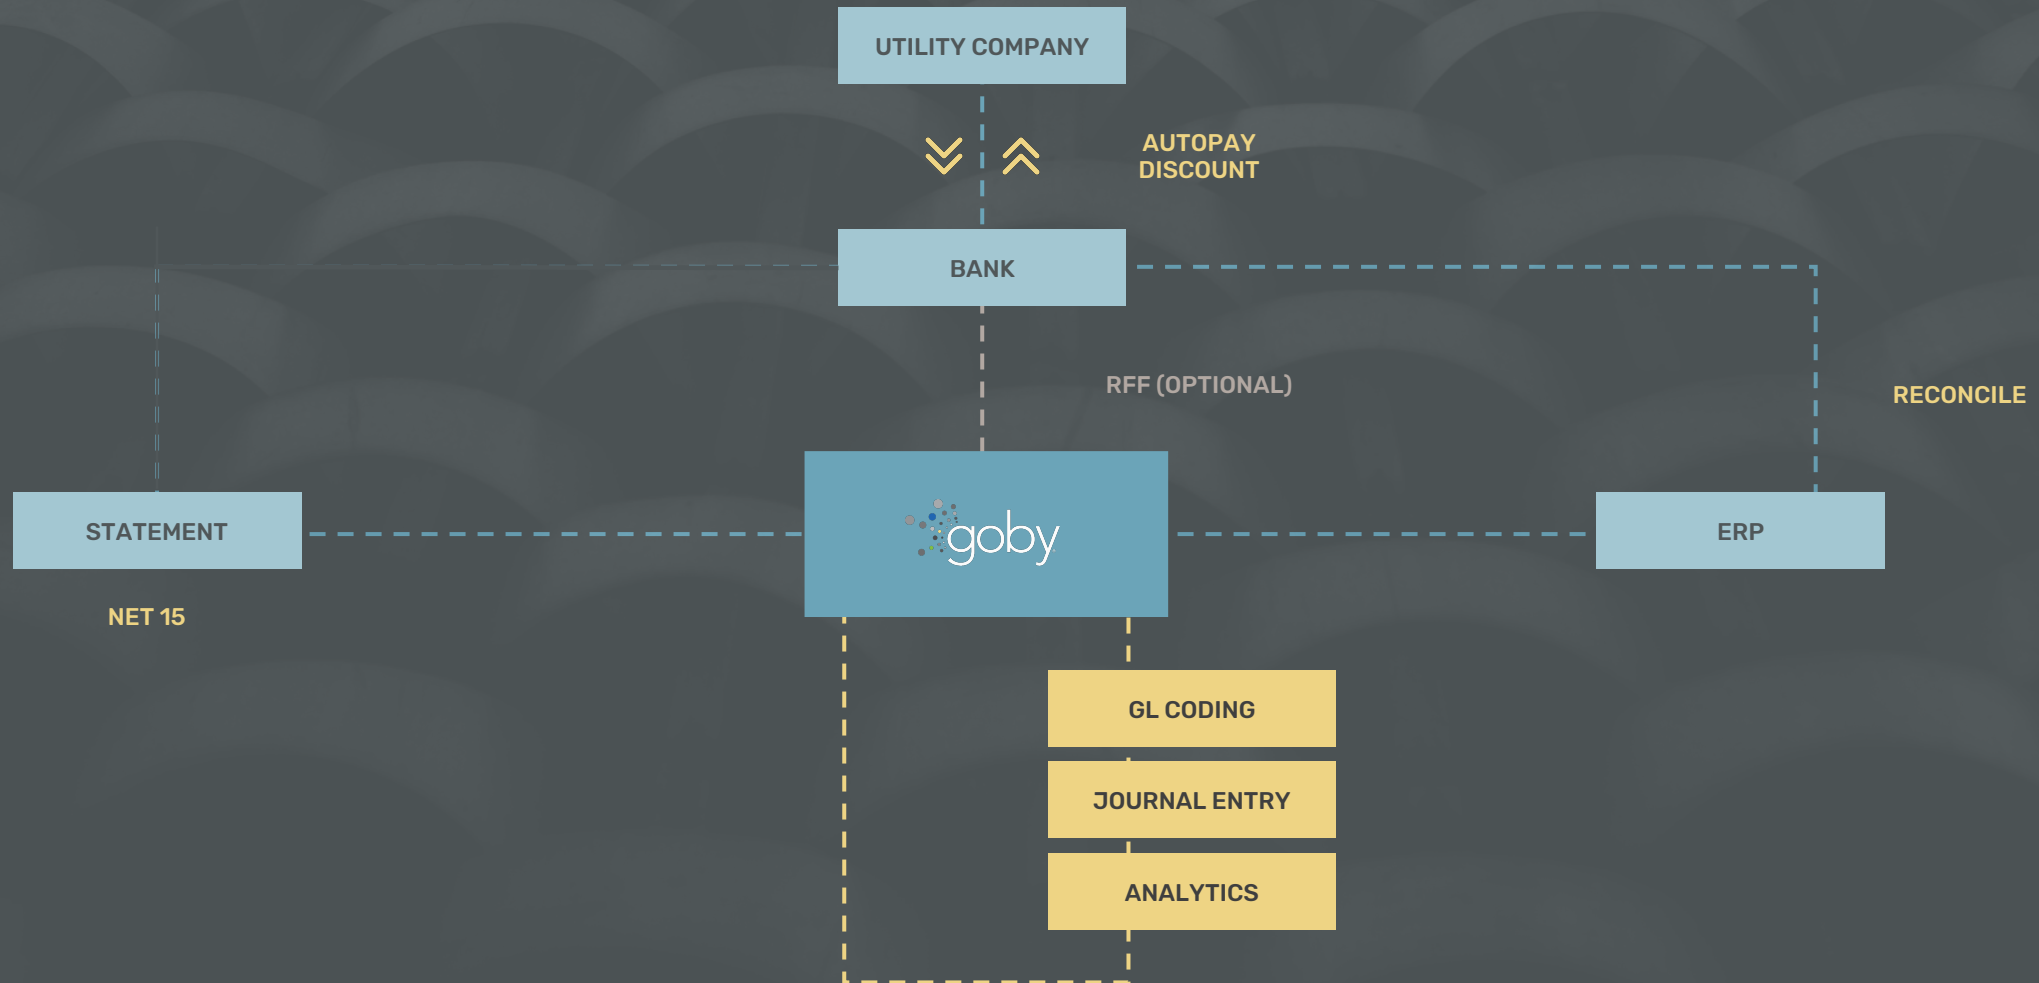 UTILITY COMPANY
AUTOPAY
DISCOUNT
BANK
RFF (OPTIONAL)
RECONCILE
STATEMENT
goby
ERP
NET 15
GL CODING
JOURNAL ENTRY
ANALYTICS